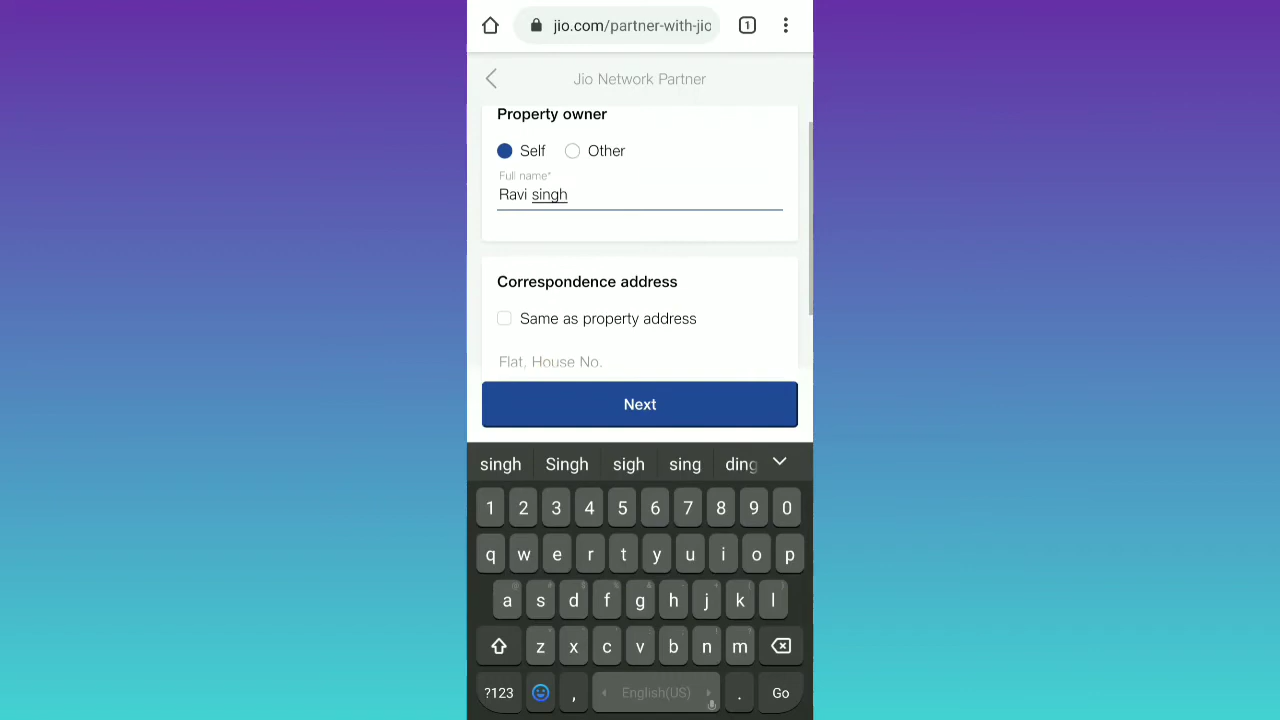 jio.com/partner-with-jio 1
Jio Network Partner
Property owner
Self Other
Full name*
Ravi singh
Correspondence address
Same as property address
Flat, House No.
Next
singh Singh sigh sing ding
1 2 3 4 5 6 7 8 9 0
q w e r t y u i o p
a s d f g h j k l
z x c v b n m
?123 , English(US) . Go